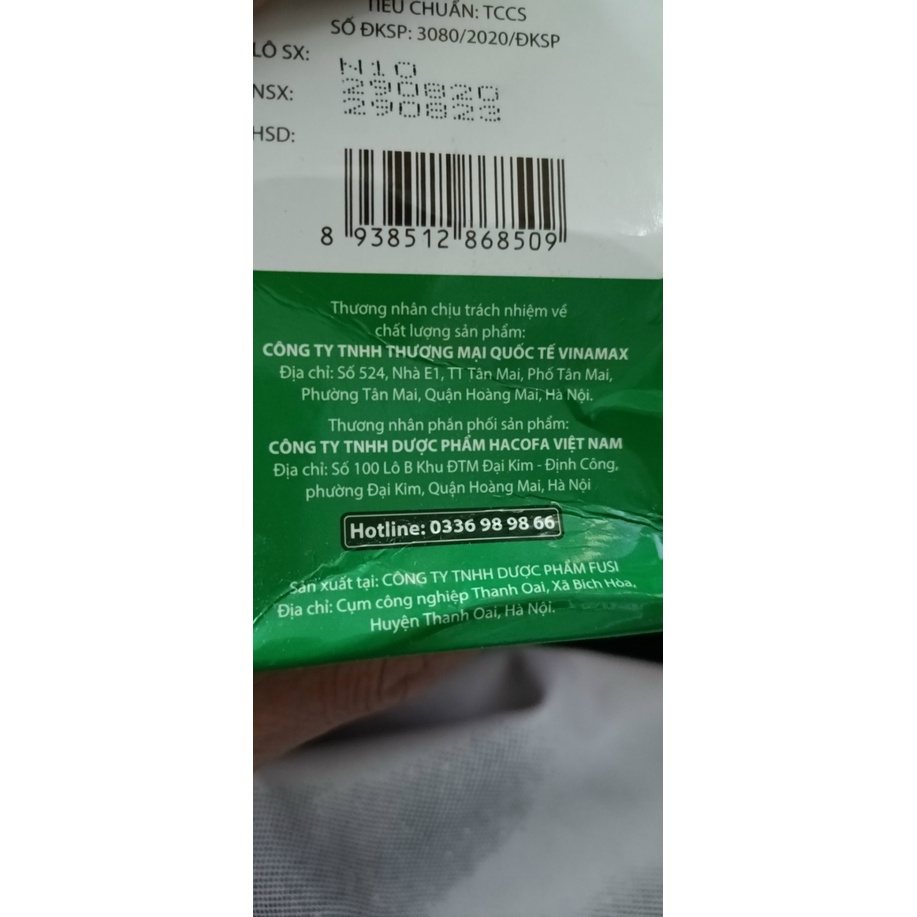 TIÊU CHUẨN: TCCS
SỐ ĐKSP: 3080/2020/ĐKSP
LÔ SX: N10
NSX: 290820
HSD: 290823
8 938512 868509
Thương nhân chịu trách nhiệm về
chất lượng sản phẩm:
CÔNG TY TNHH THƯƠNG MẠI QUỐC TẾ VINAMAX
Địa chỉ: Số 524, Nhà E1, TT Tân Mai, Phố Tân Mai,
Phường Tân Mai, Quận Hoàng Mai, Hà Nội.
Thương nhân phân phối sản phẩm:
CÔNG TY TNHH DƯỢC PHẨM HACOFA VIỆT NAM
Địa chỉ: Số 100 Lô B Khu ĐTM Đại Kim - Định Công,
phường Đại Kim, Quận Hoàng Mai, Hà Nội
Hotline: 0336 98 98 66
Sản xuất tại: CÔNG TY TNHH DƯỢC PHẨM FUSI
Địa chỉ: Cụm công nghiệp Thanh Oai, Xã Bích Hòa,
Huyện Thanh Oai, Hà Nội.